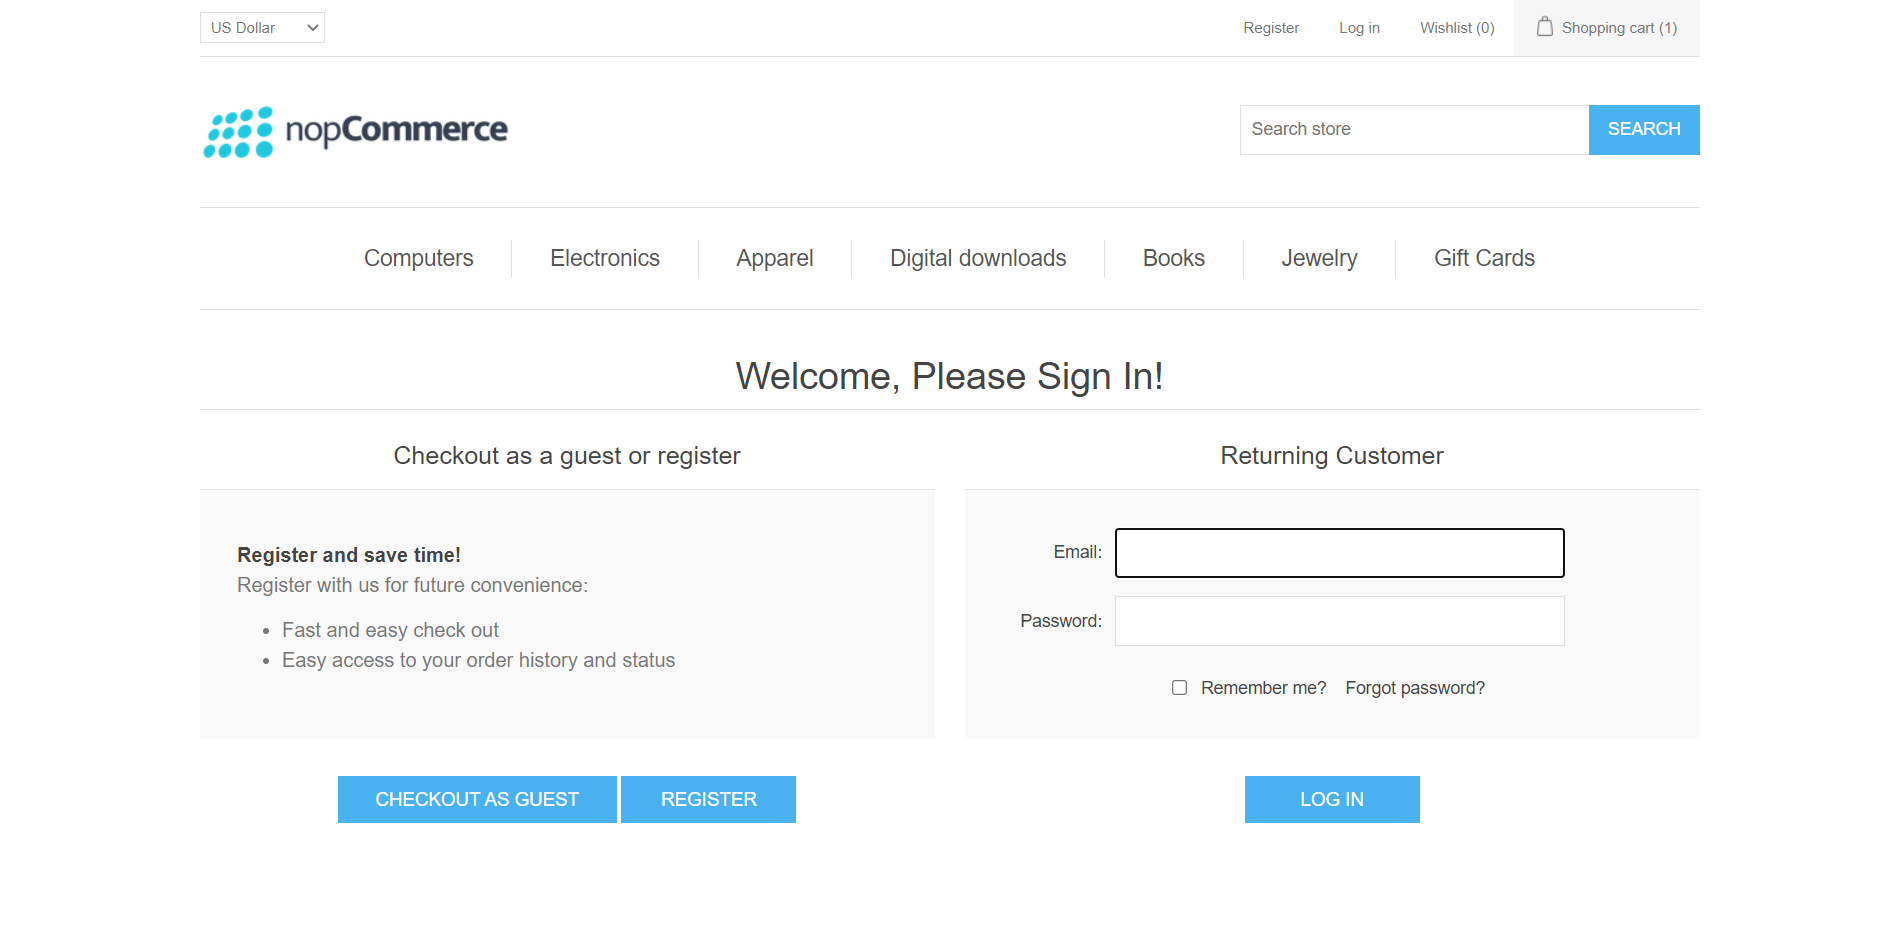 US Dollar
Register
Log in
Wishlist (0)
Shopping cart (1)
nopCommerce
Search store
SEARCH
Computers
Electronics
Apparel
Digital downloads
Books
Jewelry
Gift Cards
Welcome, Please Sign In!
Checkout as a guest or register
Register and save time!
Register with us for future convenience:
Fast and easy check out
Easy access to your order history and status
CHECKOUT AS GUEST
REGISTER
Returning Customer
Email:
Password:
Remember me?
Forgot password?
LOG IN